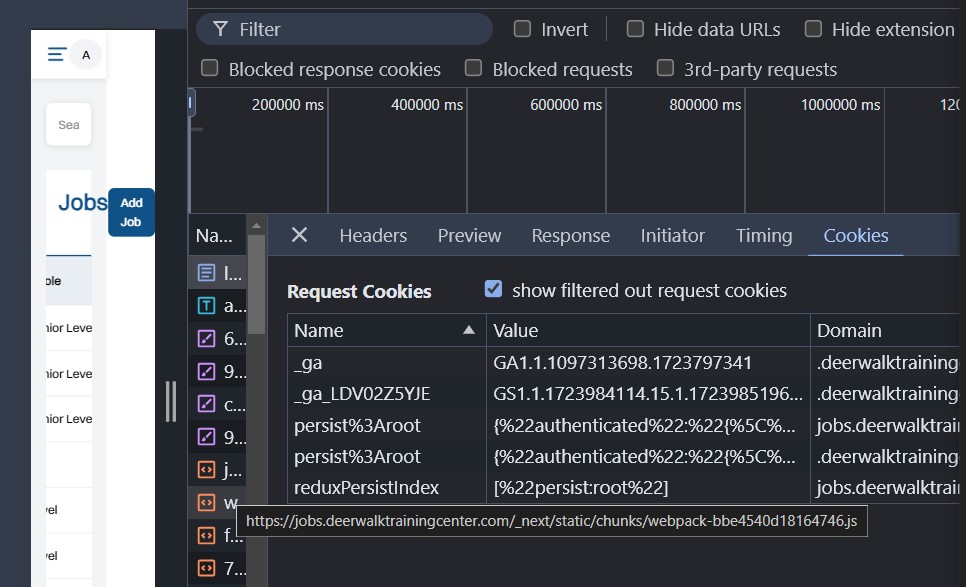 Filter
Invert
Hide data URLs
Hide extension
Blocked response cookies
Blocked requests
3rd-party requests
200000 ms
400000 ms
600000 ms
800000 ms
1000000 ms
120
A
Sea
Jobs
Add
Job
ole
nior Leve
nior Leve
nior Leve
vel
vel
Na...
l...
a...
6...
9...
c...
9...
j...
w
f...
7...
Headers
Preview
Response
Initiator
Timing
Cookies
Request Cookies
show filtered out request cookies
Name
Value
Domain
_ga
GA1.1.1097313698.1723797341
.deerwalktraining
_ga_LDV02Z5YJE
GS1.1.1723984114.15.1.1723985196...
.deerwalktraining
persist%3Aroot
{%22authenticated%22:%22{%5C%...
jobs.deerwalktrai
persist%3Aroot
{%22authenticated%22:%22{%5C%...
.deerwalktraining
reduxPersistIndex
[%22persist:root%22]
jobs.deerwalktrai
https://jobs.deerwalktrainingcenter.com/_next/static/chunks/webpack-bbe4540d18164746.js